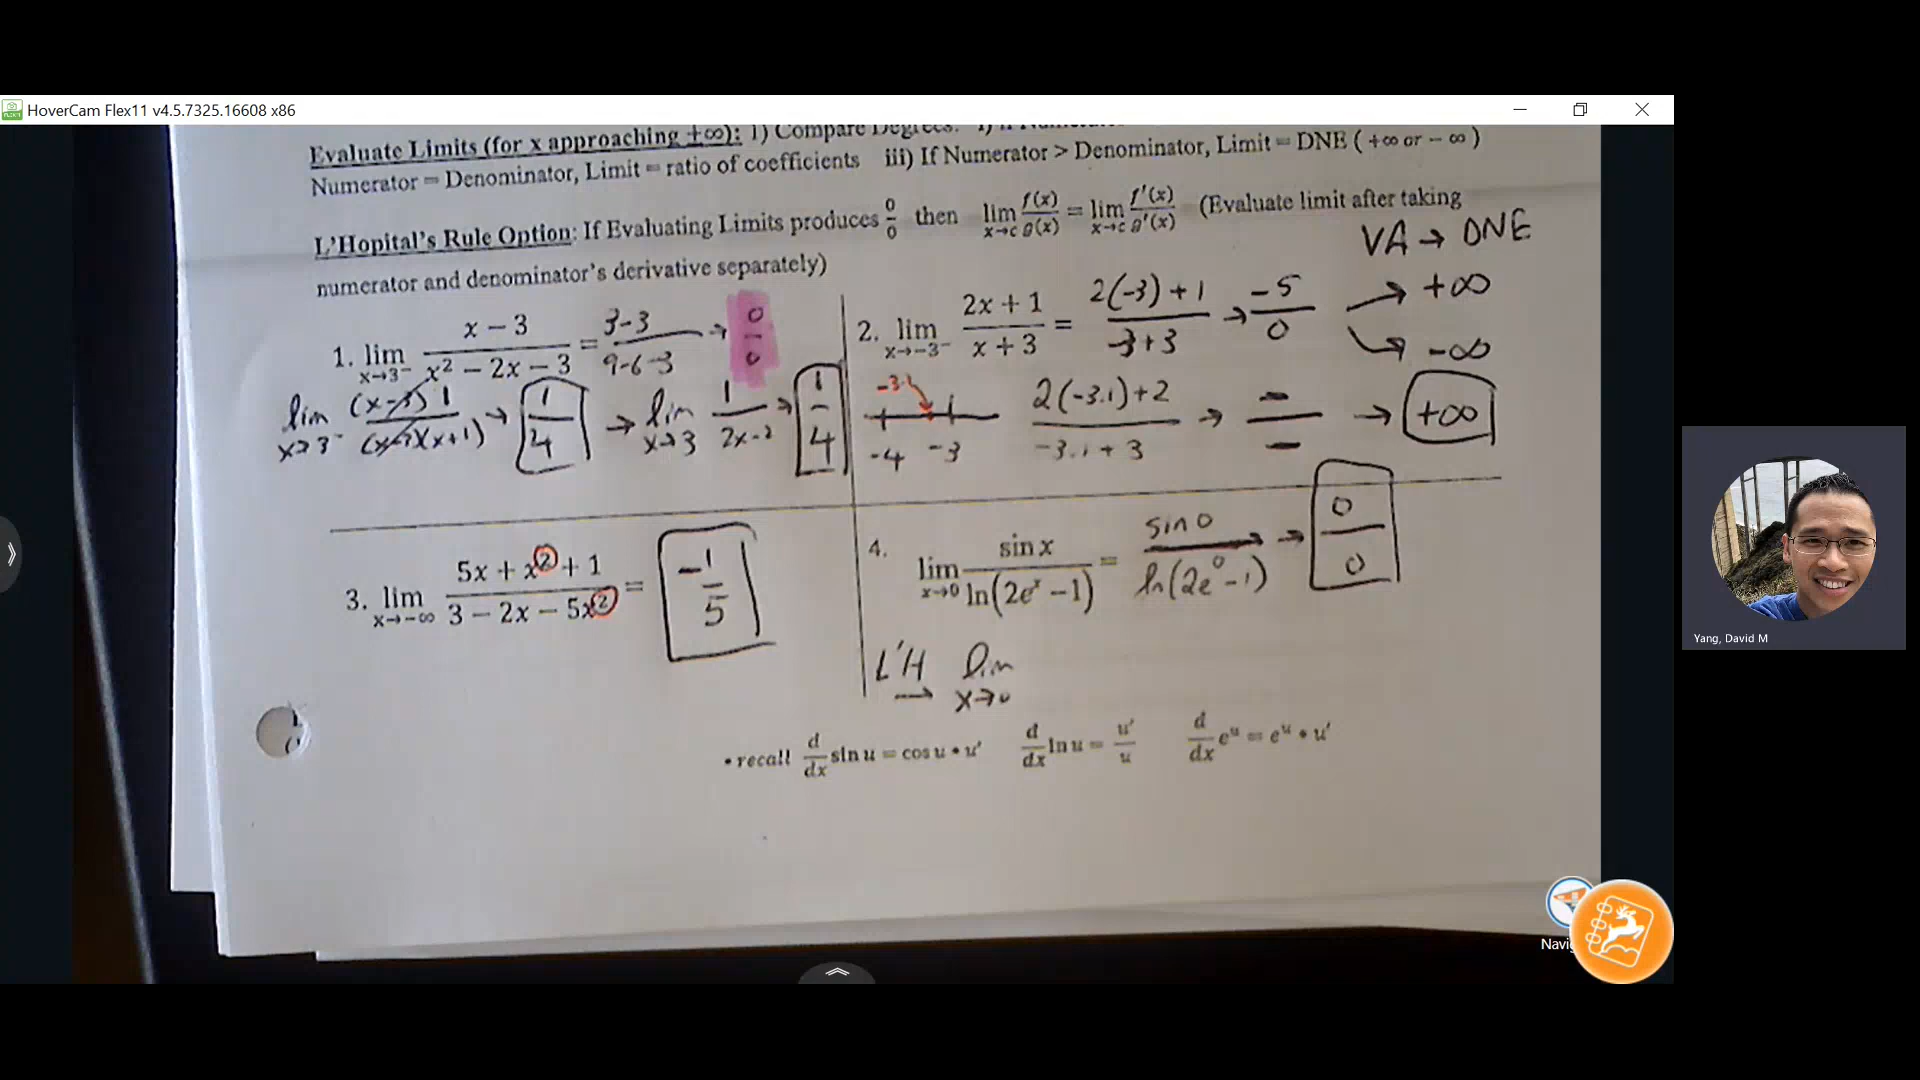 HoverCam Flex11 v4.5.7325.16608 x86
Evaluate Limits (for x approaching ±∞): 1) Compare Degrees.
Numerator = Denominator, Limit = ratio of coefficients iii) If Numerator > Denominator, Limit = DNE ( +∞ or − ∞ )
L'Hopital's Rule Option: If Evaluating Limits produces 0/0 then lim x→c f(x)/g(x) = lim x→c f'(x)/g'(x) (Evaluate limit after taking
numerator and denominator's derivative separately)
VA → DNE
1. lim x→3⁻ (x − 3)/(x² − 2x − 3) = (3-3)/(9-6-3) → 0/0
lim x→3⁻ (x-3)1/(x-3)(x+1) → 1/4 → lim x→3 1/(2x-2) → 1/4
2. lim x→−3⁻ (2x + 1)/(x + 3) = (2(-3)+1)/(-3+3) → -5/0 → +∞
→ -∞
-3.1
-4 -3
(2(-3.1)+2)/(-3.1+3) → -/- → +∞
3. lim x→−∞ (5x + x² + 1)/(3 − 2x − 5x²) = -1/5
4. lim x→0 sin x/ln(2eˣ − 1) = sin 0/ln(2e⁰-1) → 0/0
L'H → lim x→0
• recall d/dx sin u = cos u • u' d/dx ln u = u'/u d/dx eᵘ = eᵘ • u'
Yang, David M